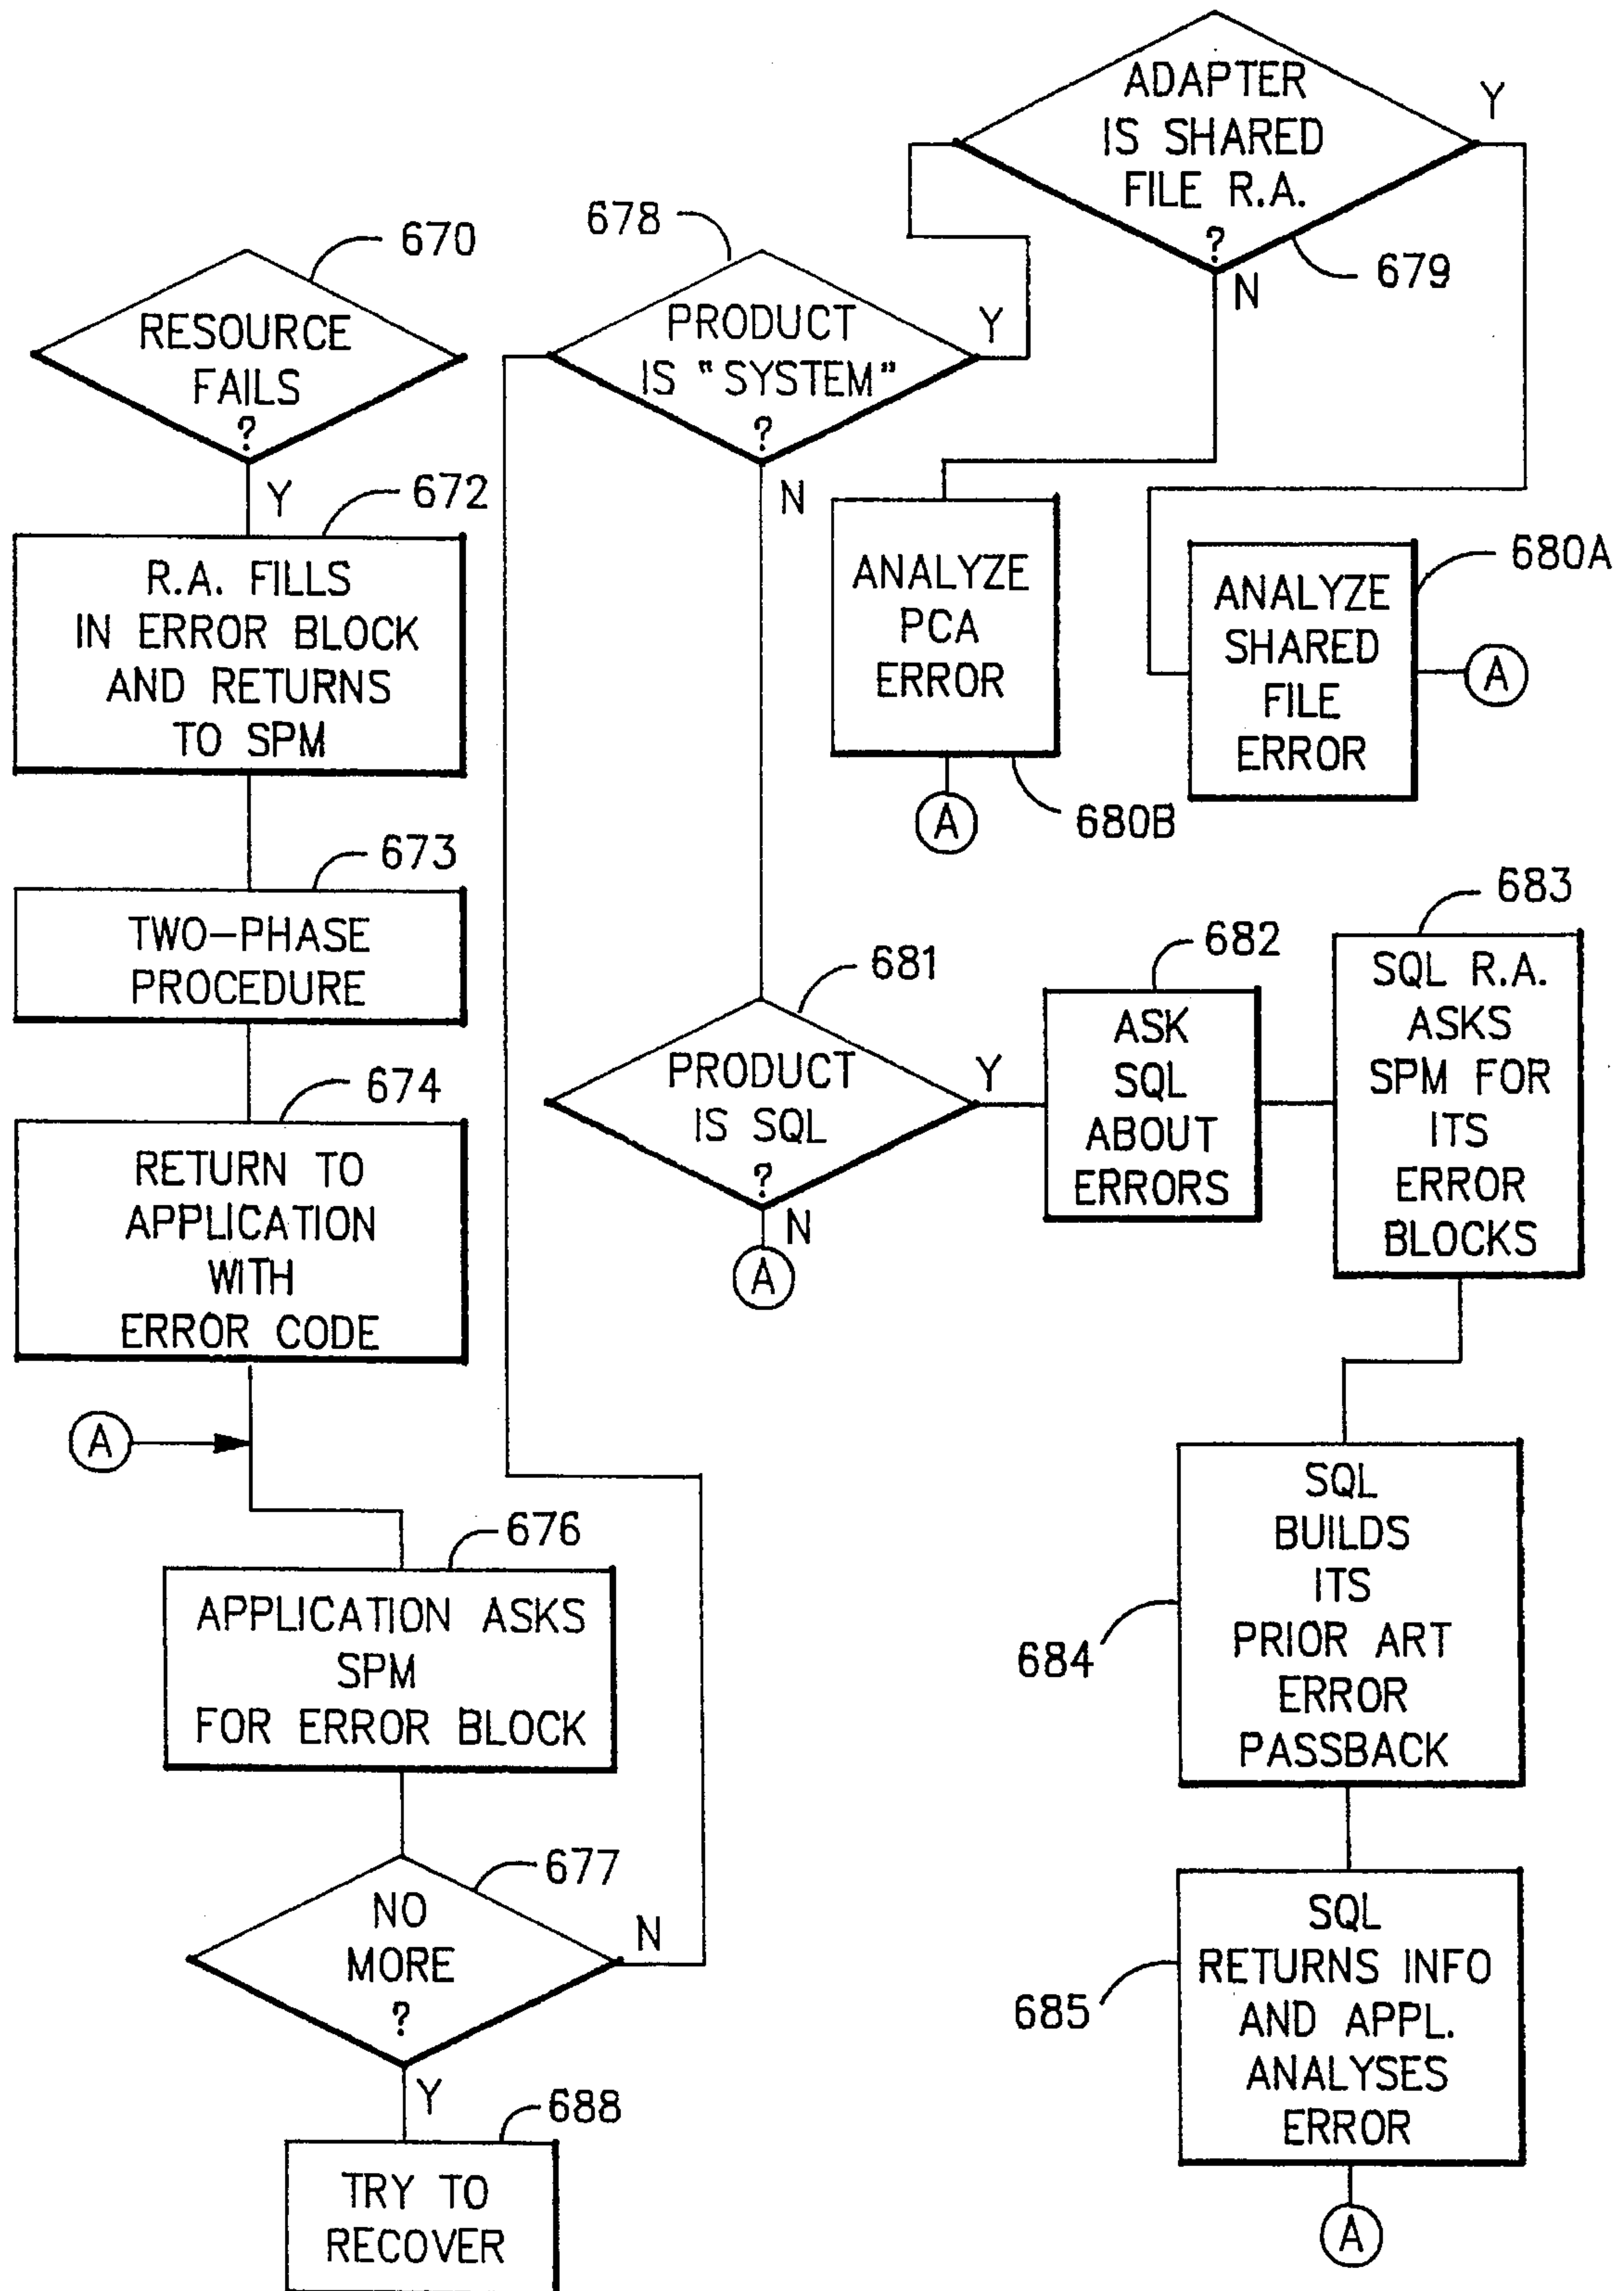 670
RESOURCE
FAILS
?
Y
672
R.A. FILLS
IN ERROR BLOCK
AND RETURNS
TO SPM
673
TWO-PHASE
PROCEDURE
674
RETURN TO
APPLICATION
WITH
ERROR CODE
A
676
APPLICATION ASKS
SPM
FOR ERROR BLOCK
677
NO
MORE
?
N
Y
688
TRY TO
RECOVER
678
PRODUCT
IS "SYSTEM"
?
Y
N
ADAPTER
IS SHARED
FILE R.A.
?
Y
N
679
ANALYZE
PCA
ERROR
680B
A
680A
ANALYZE
SHARED
FILE
ERROR
A
681
PRODUCT
IS SQL
?
Y
N
A
682
ASK
SQL
ABOUT
ERRORS
683
SQL R.A.
ASKS
SPM FOR
ITS
ERROR
BLOCKS
684
SQL
BUILDS
ITS
PRIOR ART
ERROR
PASSBACK
685
SQL
RETURNS INFO
AND APPL.
ANALYSES
ERROR
A